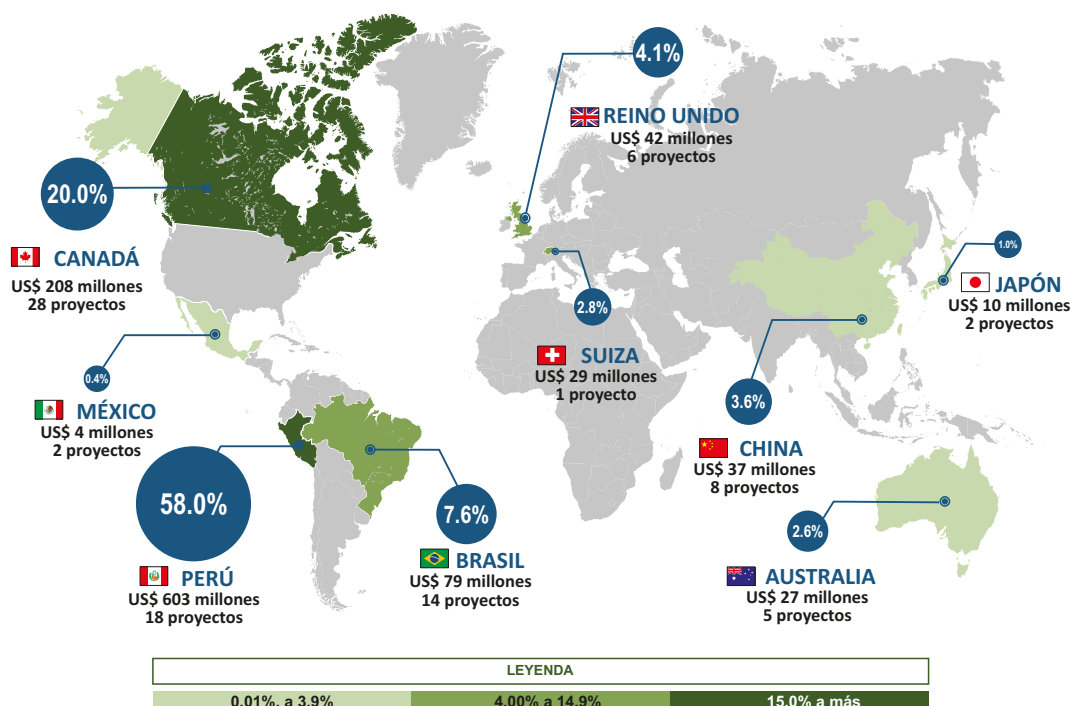 4.1%
REINO UNIDO
US$ 42 millones
6 proyectos
20.0%
CANADÁ
US$ 208 millones
28 proyectos
1.0%
JAPÓN
US$ 10 millones
2 proyectos
2.8%
SUIZA
US$ 29 millones
1 proyecto
0.4%
MÉXICO
US$ 4 millones
2 proyectos
3.6%
CHINA
US$ 37 millones
8 proyectos
58.0%
PERÚ
US$ 603 millones
18 proyectos
7.6%
BRASIL
US$ 79 millones
14 proyectos
2.6%
AUSTRALIA
US$ 27 millones
5 proyectos
LEYENDA
0.01%. a 3.9%
4.00% a 14.9%
15.0% a más